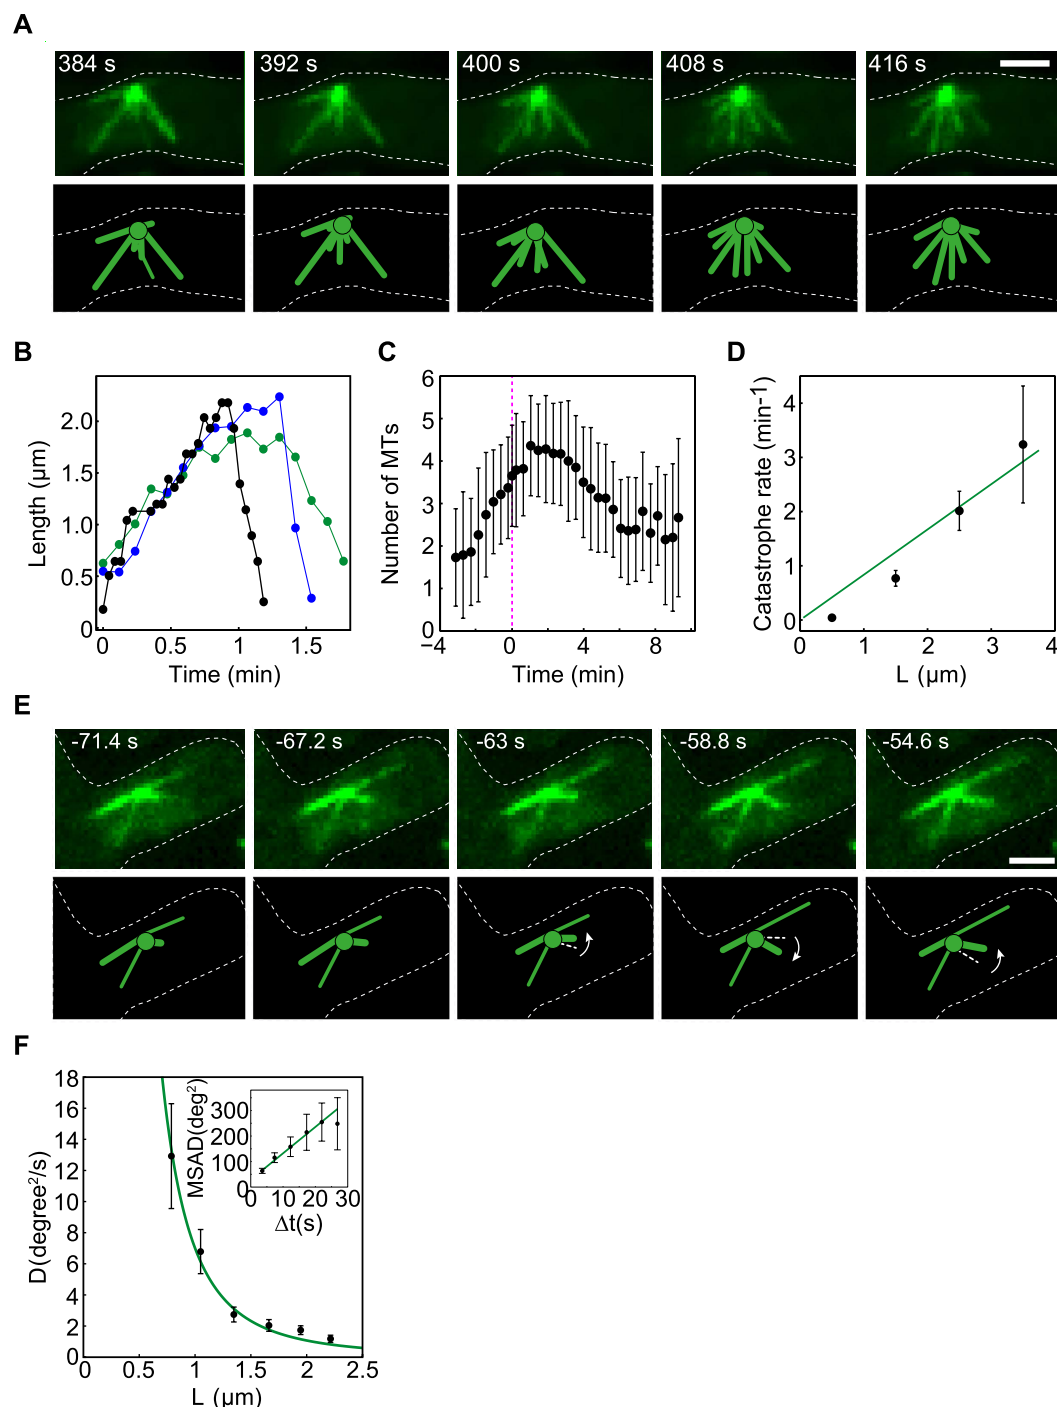 A
384 s 392 s 400 s 408 s 416 s
B C D
Length (µm)
2.0
1.5
1.0
0.5
0
0 0.5 1 1.5
Time (min)
Number of MTs
6
5
4
3
2
1
0
−4 0 4 8
Time (min)
Catastrophe rate (min-1)
4
3
2
1
0
0 1 2 3 4
L (µm)
E
-71.4 s -67.2 s -63 s -58.8 s -54.6 s
F
D(degree²/s)
18
16
14
12
10
8
6
4
2
0
0 0.5 1 1.5 2 2.5
L (µm)
MSAD(deg²)
300
200
100
0
0 10 20 30
Δt(s)